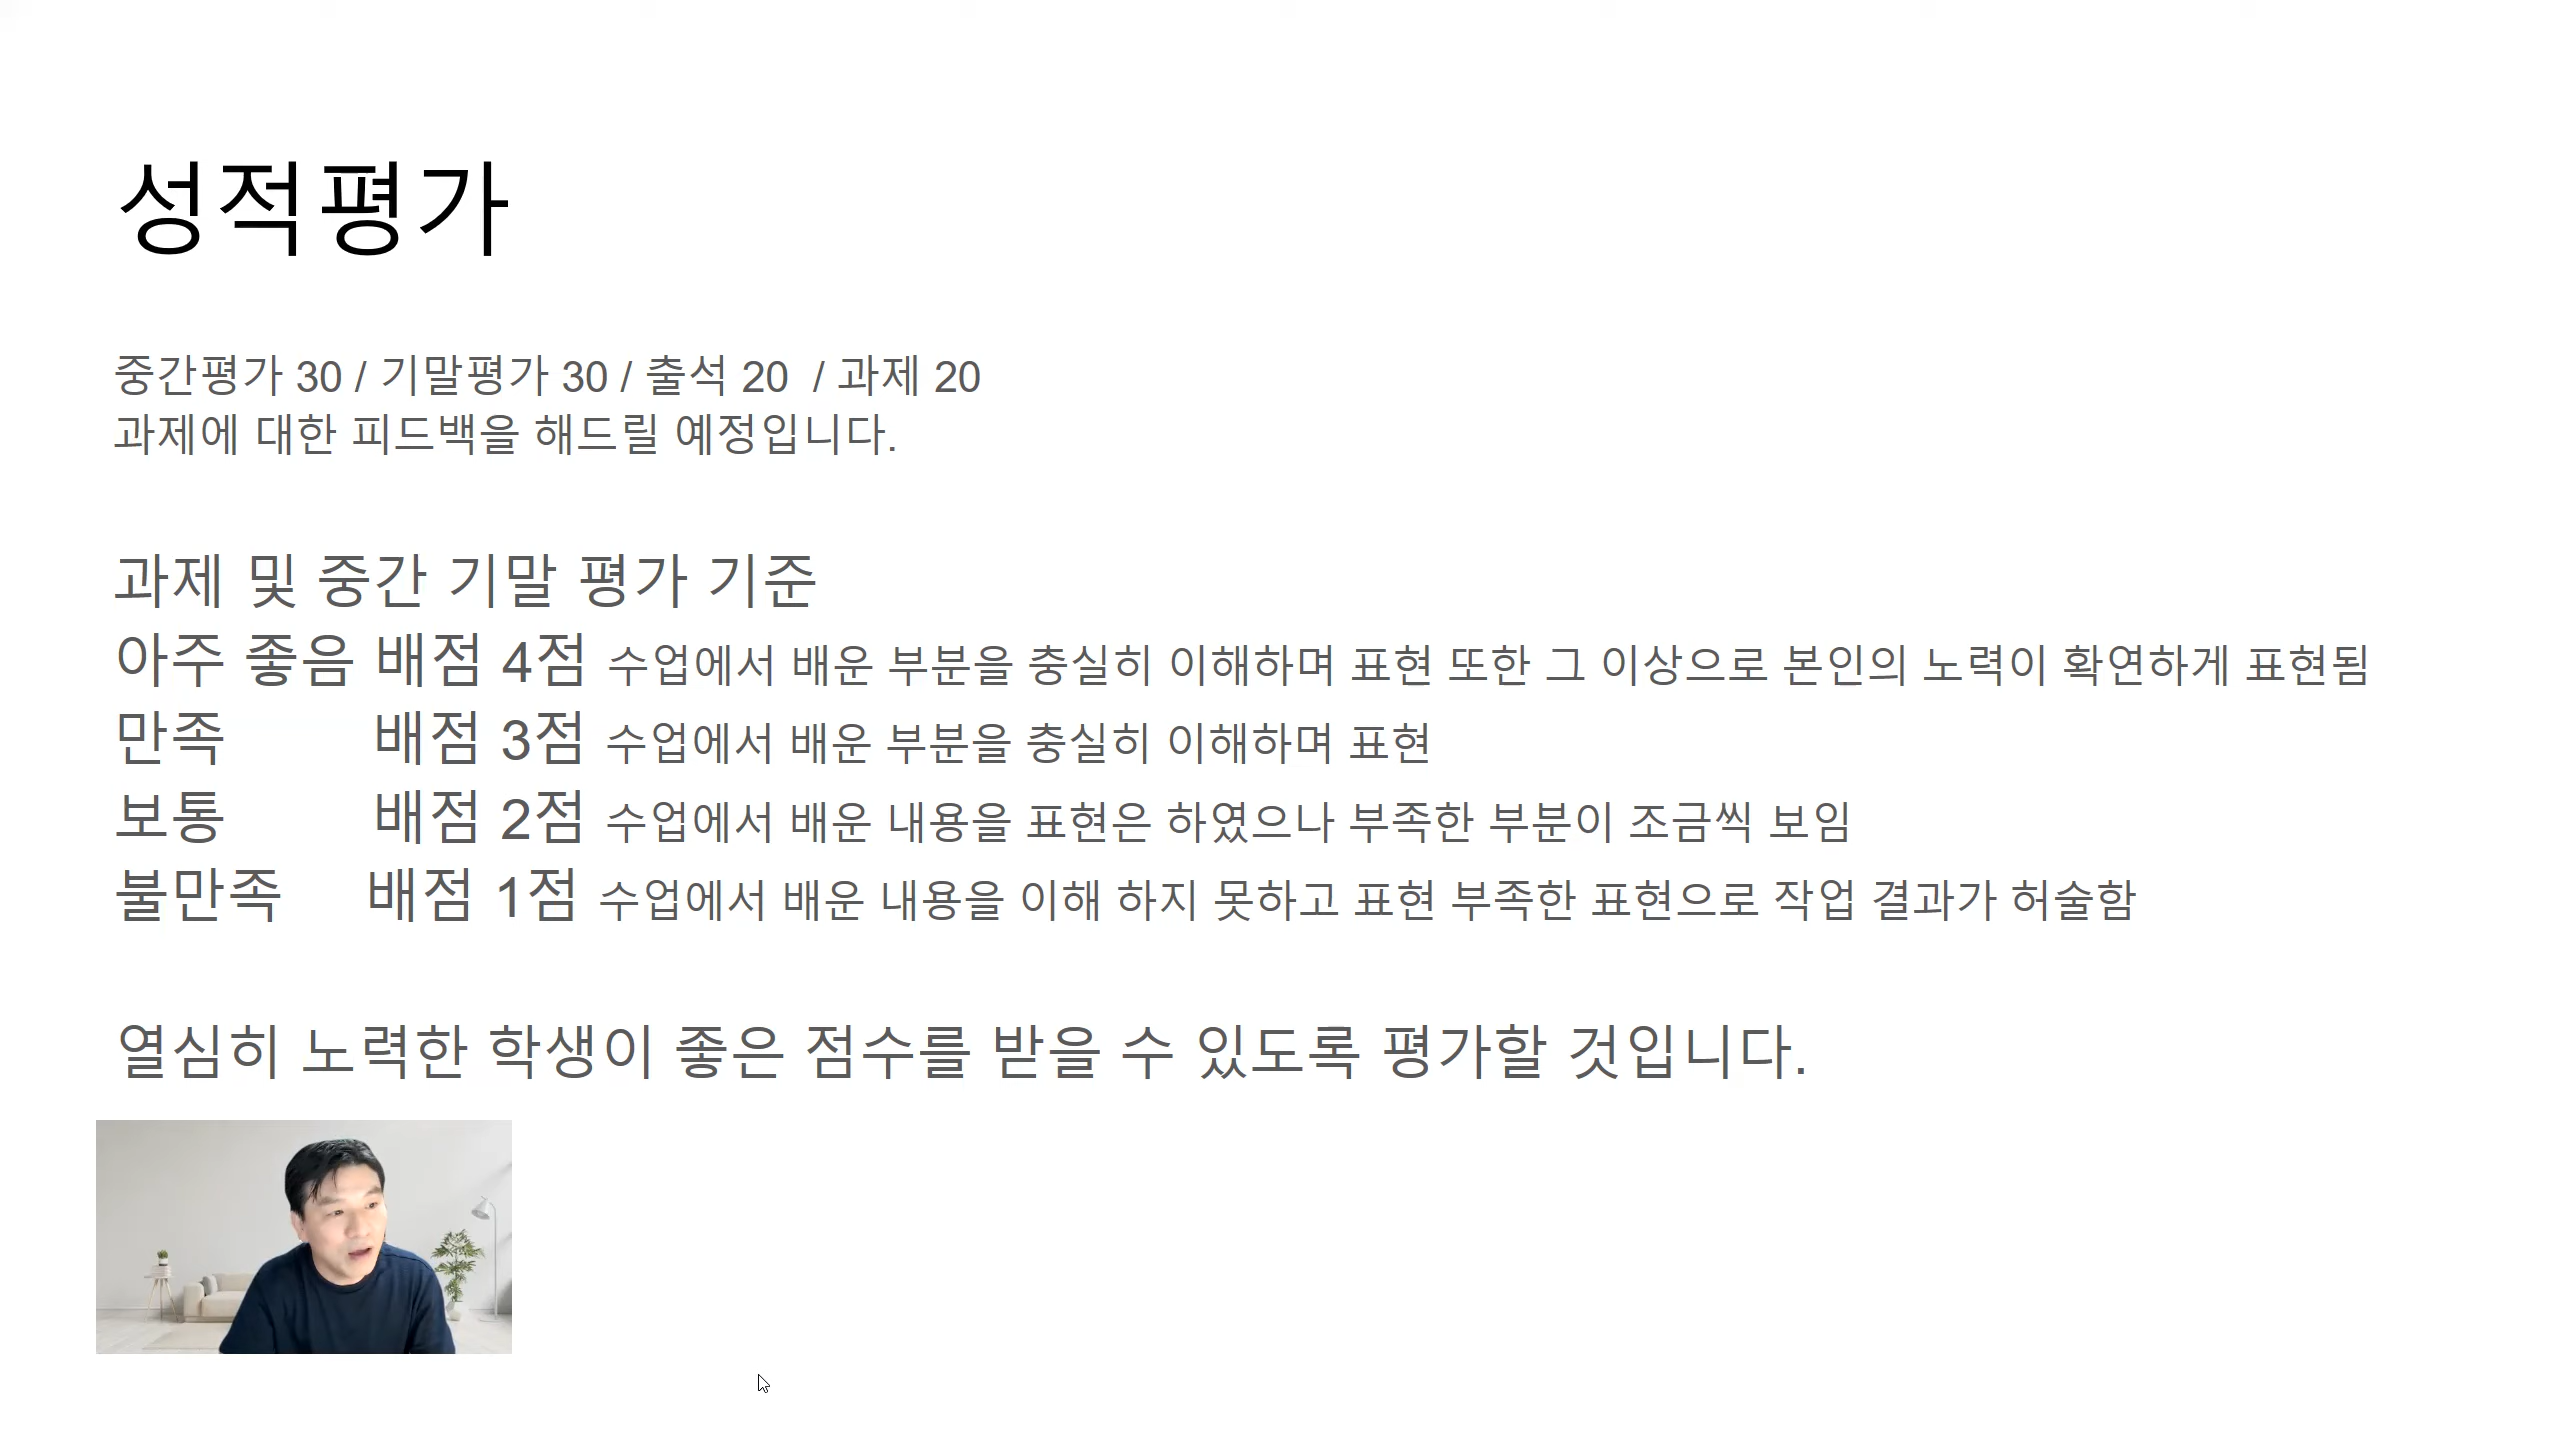 성적평가
중간평가 30 / 기말평가 30 / 출석 20  / 과제 20
과제에 대한 피드백을 해드릴 예정입니다.
과제 및 중간 기말 평가 기준
아주 좋음 배점 4점 수업에서 배운 부분을 충실히 이해하며 표현 또한 그 이상으로 본인의 노력이 확연하게 표현됨
만족 배점 3점 수업에서 배운 부분을 충실히 이해하며 표현
보통 배점 2점 수업에서 배운 내용을 표현은 하였으나 부족한 부분이 조금씩 보임
불만족 배점 1점 수업에서 배운 내용을 이해 하지 못하고 표현 부족한 표현으로 작업 결과가 허술함
열심히 노력한 학생이 좋은 점수를 받을 수 있도록 평가할 것입니다.